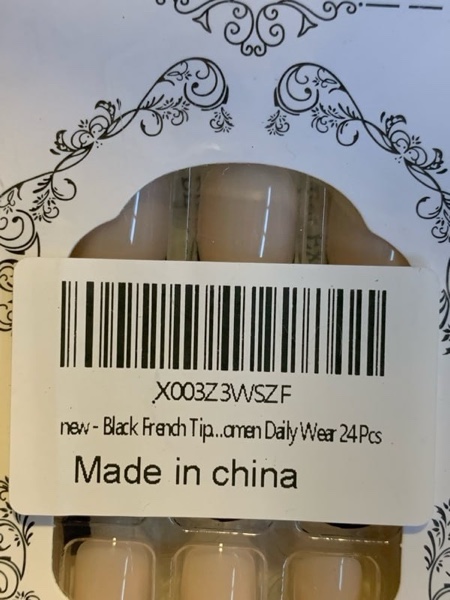 X003Z3WSZF
new - Black French Tip...omen Daily Wear 24 Pcs
Made in china